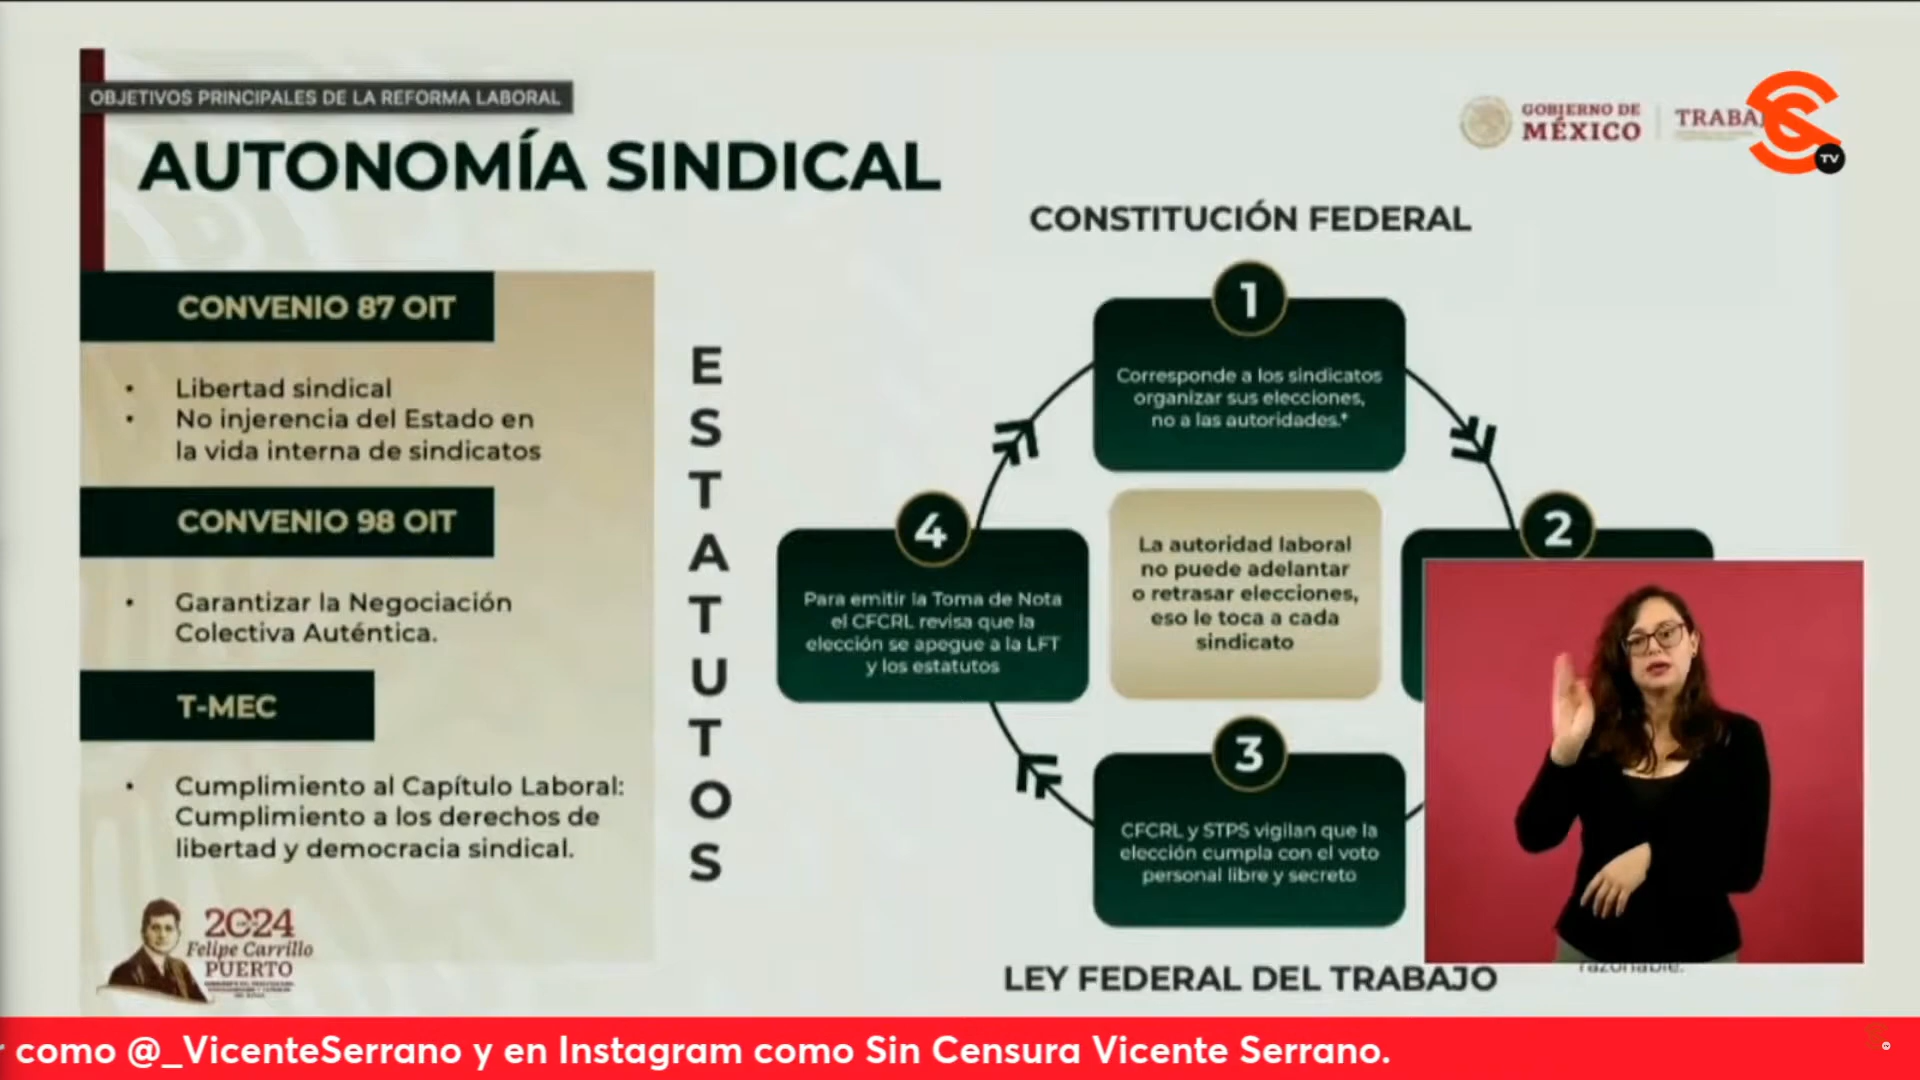 OBJETIVOS PRINCIPALES DE LA REFORMA LABORAL
AUTONOMÍA SINDICAL
GOBIERNO DE
MÉXICO
TV
CONSTITUCIÓN FEDERAL
CONVENIO 87 OIT
• Libertad sindical
• No injerencia del Estado en
la vida interna de sindicatos
CONVENIO 98 OIT
• Garantizar la Negociación
Colectiva Auténtica.
T-MEC
• Cumplimiento al Capítulo Laboral:
Cumplimiento a los derechos de
libertad y democracia sindical.
2024
Felipe Carrillo
PUERTO
E
S
T
A
T
U
T
O
S
1
Corresponde a los sindicatos
organizar sus elecciones,
no a las autoridades.*
2
La autoridad laboral
no puede adelantar
o retrasar elecciones,
eso le toca a cada
sindicato
4
Para emitir la Toma de Nota
el CFCRL revisa que la
elección se apegue a la LFT
y los estatutos
3
CFCRL y STPS vigilan que la
elección cumpla con el voto
personal libre y secreto
razonable.
LEY FEDERAL DEL TRABAJO
como @_VicenteSerrano y en Instagram como Sin Censura Vicente Serrano.